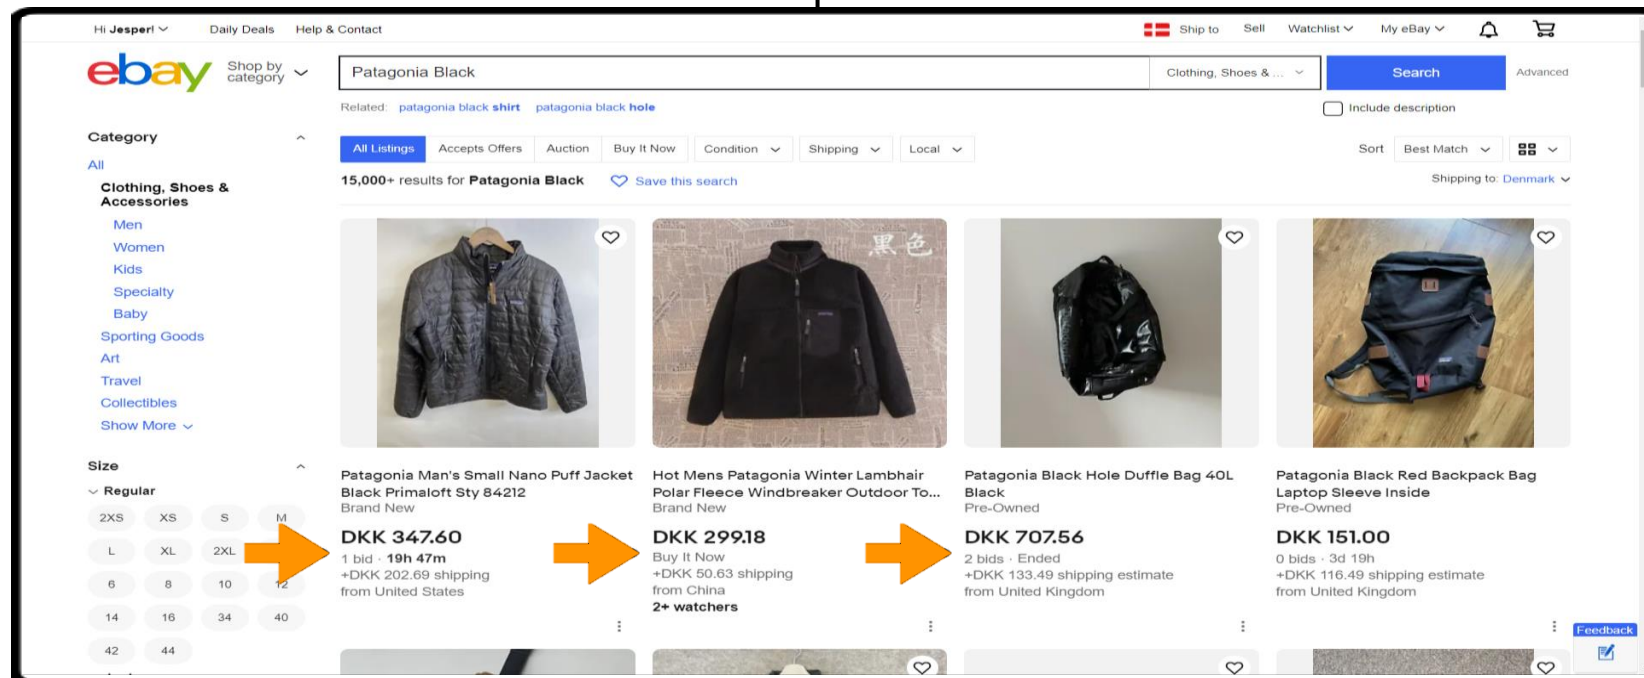 Hi Jesper!
Daily Deals
Help & Contact
Ship to
Sell
Watchlist
My eBay
ebay
Shop by
category
Patagonia Black
Clothing, Shoes & ...
Search
Advanced
Related: patagonia black shirt patagonia black hole
Include description
Category
All
Clothing, Shoes &
Accessories
Men
Women
Kids
Specialty
Baby
Sporting Goods
Art
Travel
Collectibles
Show More
Size
Regular
2XS XS S M
L XL 2XL
6 8 10 12
14 16 34 40
42 44
All Listings
Accepts Offers
Auction
Buy It Now
Condition
Shipping
Local
Sort
Best Match
15,000+ results for Patagonia Black
Save this search
Shipping to: Denmark
Patagonia Man's Small Nano Puff Jacket
Black Primaloft Sty 84212
Brand New
DKK 347.60
1 bid · 19h 47m
+DKK 202.69 shipping
from United States
黑色
Hot Mens Patagonia Winter Lambhair
Polar Fleece Windbreaker Outdoor To...
Brand New
DKK 299.18
Buy It Now
+DKK 50.63 shipping
from China
2+ watchers
Patagonia Black Hole Duffle Bag 40L
Black
Pre-Owned
DKK 707.56
2 bids · Ended
+DKK 133.49 shipping estimate
from United Kingdom
Patagonia Black Red Backpack Bag
Laptop Sleeve Inside
Pre-Owned
DKK 151.00
0 bids · 3d 19h
+DKK 116.49 shipping estimate
from United Kingdom
Feedback